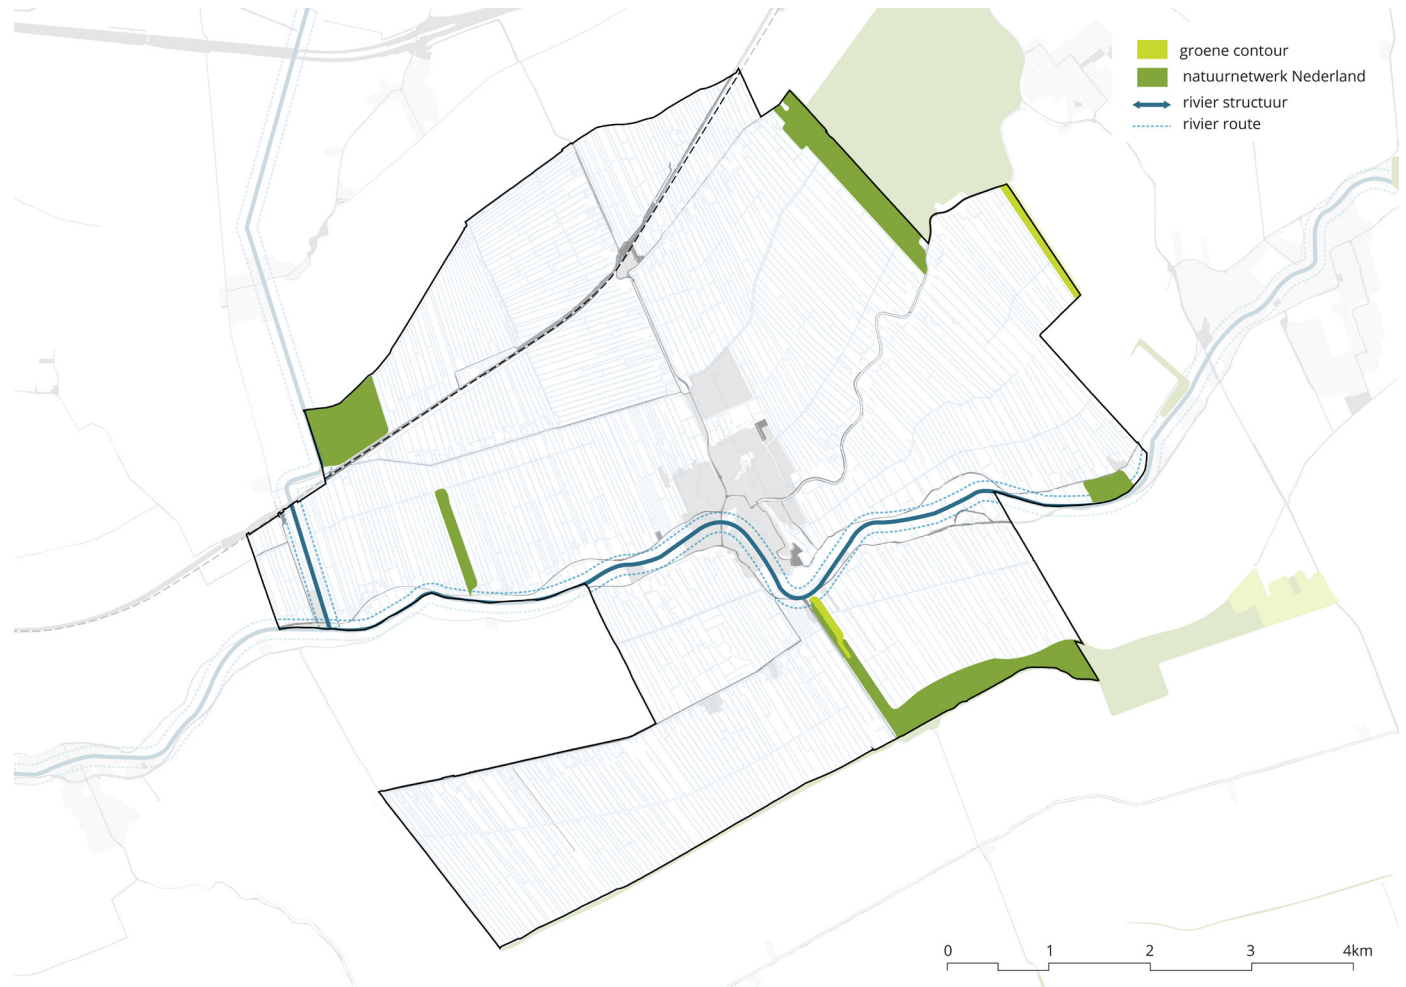 groene contour
natuurnetwerk Nederland
rivier structuur
rivier route
0 1 2 3 4km